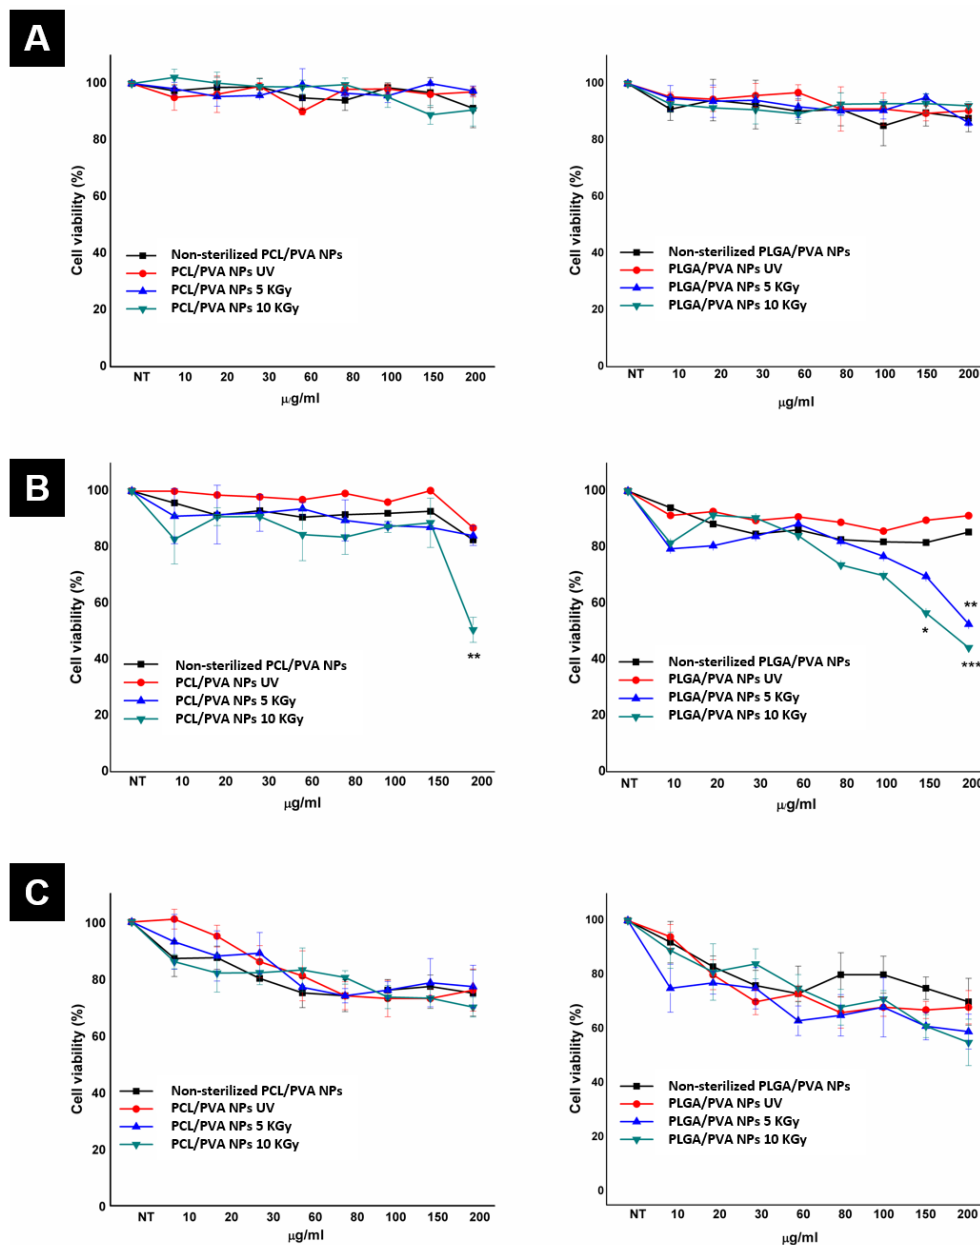 A
Cell viability (%)
100
80
60
40
20
0
Non-sterilized PCL/PVA NPs
PCL/PVA NPs UV
PCL/PVA NPs 5 KGy
PCL/PVA NPs 10 KGy
NT 10 20 30 60 80 100 150 200
µg/ml
Cell viability (%)
100
80
60
40
20
0
Non-sterilized PLGA/PVA NPs
PLGA/PVA NPs UV
PLGA/PVA NPs 5 KGy
PLGA/PVA NPs 10 KGy
NT 10 20 30 60 80 100 150 200
µg/ml
B
Cell viability (%)
100
80
60
40
20
0
**
Non-sterilized PCL/PVA NPs
PCL/PVA NPs UV
PCL/PVA NPs 5 KGy
PCL/PVA NPs 10 KGy
NT 10 20 30 60 80 100 150 200
µg/ml
Cell viability (%)
100
80
60
40
20
0
**
*
***
Non-sterilized PLGA/PVA NPs
PLGA/PVA NPs UV
PLGA/PVA NPs 5 KGy
PLGA/PVA NPs 10 KGy
NT 10 20 30 60 80 100 150 200
µg/ml
C
Cell viability (%)
100
80
60
40
20
0
Non-sterilized PCL/PVA NPs
PCL/PVA NPs UV
PCL/PVA NPs 5 KGy
PCL/PVA NPs 10 KGy
NT 10 20 30 60 80 100 150 200
µg/ml
Cell viability (%)
100
80
60
40
20
0
Non-sterilized PLGA/PVA NPs
PLGA/PVA NPs UV
PLGA/PVA NPs 5 KGy
PLGA/PVA NPs 10 KGy
NT 10 20 30 60 80 100 150 200
µg/ml